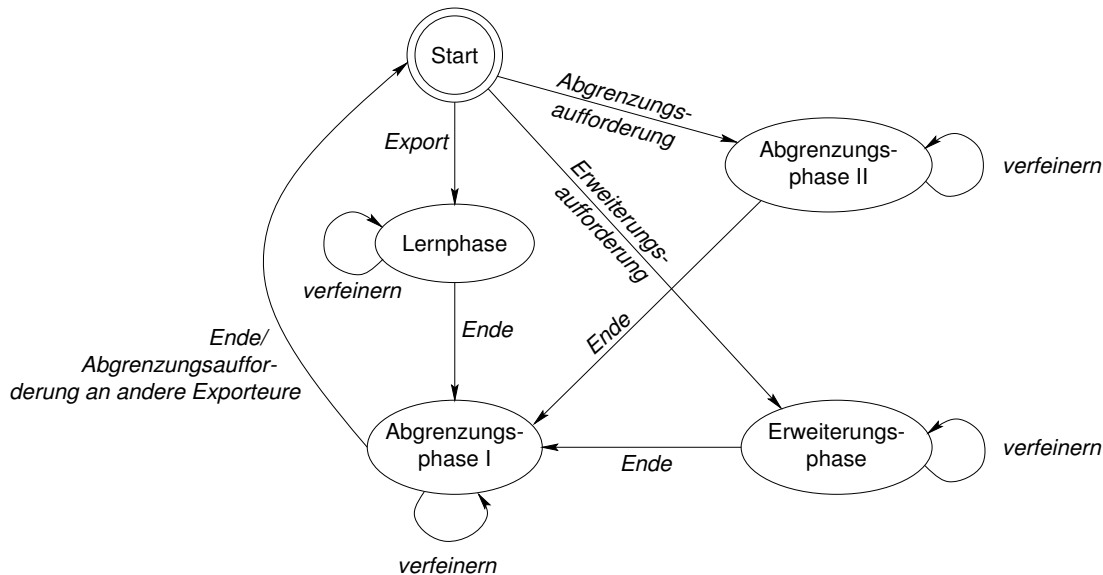 Start
Abgrenzungs-
aufforderung
Export
Erweiterungs-
aufforderung
Abgrenzungs-
phase II
verfeinern
Lernphase
verfeinern
Ende
Ende
Ende/
Abgrenzungsauffor-
derung an andere Exporteure
Abgrenzungs-
phase I
Ende
Erweiterungs-
phase
verfeinern
verfeinern